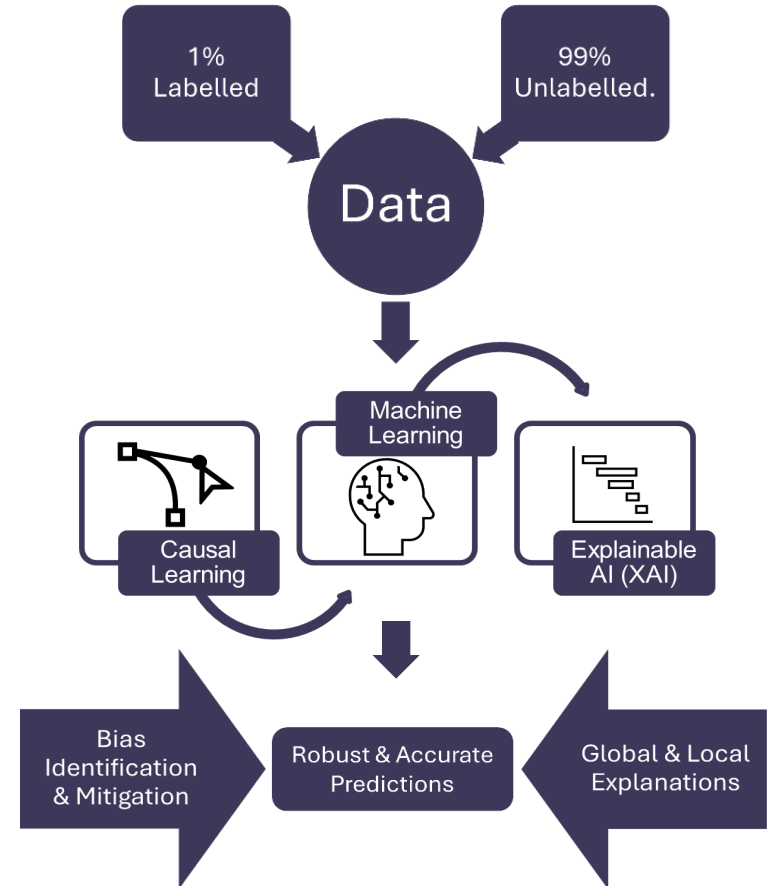 1%
Labelled
99%
Unlabelled.
Data
Machine
Learning
Causal
Learning
Explainable
AI (XAI)
Bias
Identification
& Mitigation
Robust & Accurate
Predictions
Global & Local
Explanations